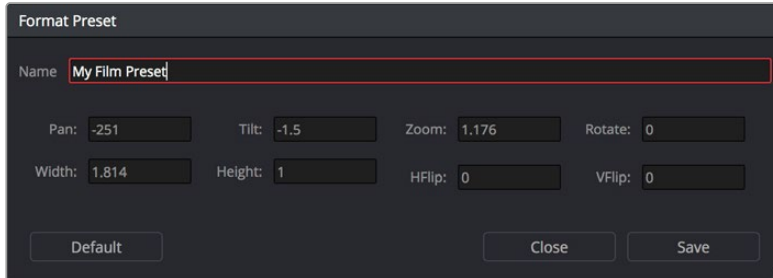 Format Preset
Name My Film Preset
Pan: -251 Tilt: -1.5 Zoom: 1.176 Rotate: 0
Width: 1.814 Height: 1 HFlip: 0 VFlip: 0
Default Close Save